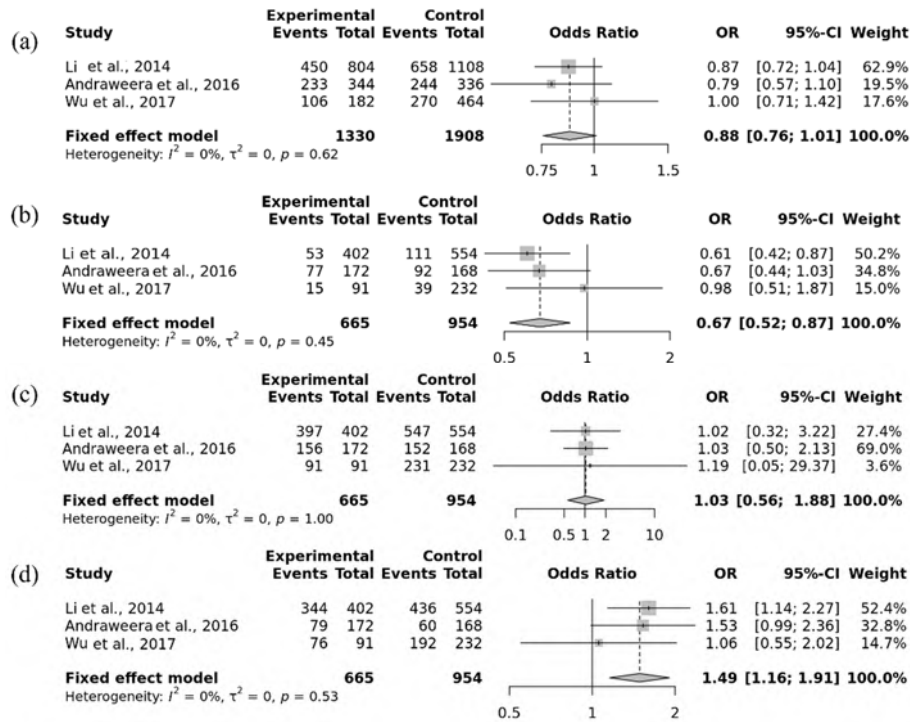 (a)
Experimental Control
Study Events Total Events Total Odds Ratio OR 95%-CI Weight
Li et al., 2014 450 804 658 1108 0.87 [0.72; 1.04] 62.9%
Andraweera et al., 2016 233 344 244 336 0.79 [0.57; 1.10] 19.5%
Wu et al., 2017 106 182 270 464 1.00 [0.71; 1.42] 17.6%
Fixed effect model 1330 1908 0.88 [0.76; 1.01] 100.0%
Heterogeneity: I² = 0%, τ² = 0, p = 0.62
0.75 1 1.5
(b)
Experimental Control
Study Events Total Events Total Odds Ratio OR 95%-CI Weight
Li et al., 2014 53 402 111 554 0.61 [0.42; 0.87] 50.2%
Andraweera et al., 2016 77 172 92 168 0.67 [0.44; 1.03] 34.8%
Wu et al., 2017 15 91 39 232 0.98 [0.51; 1.87] 15.0%
Fixed effect model 665 954 0.67 [0.52; 0.87] 100.0%
Heterogeneity: I² = 0%, τ² = 0, p = 0.45
0.5 1 2
(c)
Experimental Control
Study Events Total Events Total Odds Ratio OR 95%-CI Weight
Li et al., 2014 397 402 547 554 1.02 [0.32; 3.22] 27.4%
Andraweera et al., 2016 156 172 152 168 1.03 [0.50; 2.13] 69.0%
Wu et al., 2017 91 91 231 232 1.19 [0.05; 29.37] 3.6%
Fixed effect model 665 954 1.03 [0.56; 1.88] 100.0%
Heterogeneity: I² = 0%, τ² = 0, p = 1.00
0.1 0.5 1 2 10
(d)
Experimental Control
Study Events Total Events Total Odds Ratio OR 95%-CI Weight
Li et al., 2014 344 402 436 554 1.61 [1.14; 2.27] 52.4%
Andraweera et al., 2016 79 172 60 168 1.53 [0.99; 2.36] 32.8%
Wu et al., 2017 76 91 192 232 1.06 [0.55; 2.02] 14.7%
Fixed effect model 665 954 1.49 [1.16; 1.91] 100.0%
Heterogeneity: I² = 0%, τ² = 0, p = 0.53
0.5 1 2